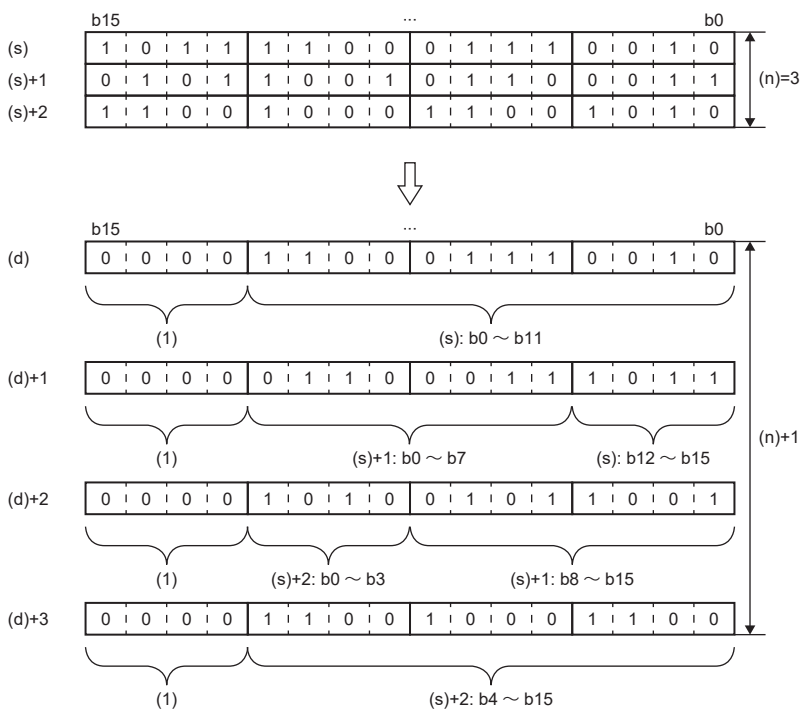 b15 ... b0
(s) 1 0 1 1 1 1 0 0 0 1 1 1 0 0 1 0
(s)+1 0 1 0 1 1 0 0 1 0 1 1 0 0 0 1 1 (n)=3
(s)+2 1 1 0 0 1 0 0 0 1 1 0 0 1 0 1 0
b15 ... b0
(d) 0 0 0 0 1 1 0 0 0 1 1 1 0 0 1 0
(1) (s): b0 ～ b11
(d)+1 0 0 0 0 0 1 1 0 0 0 1 1 1 0 1 1
(n)+1
(1) (s)+1: b0 ～ b7 (s): b12 ～ b15
(d)+2 0 0 0 0 1 0 1 0 0 1 0 1 1 0 0 1
(1) (s)+2: b0 ～ b3 (s)+1: b8 ～ b15
(d)+3 0 0 0 0 1 1 0 0 1 0 0 0 1 1 0 0
(1) (s)+2: b4 ～ b15